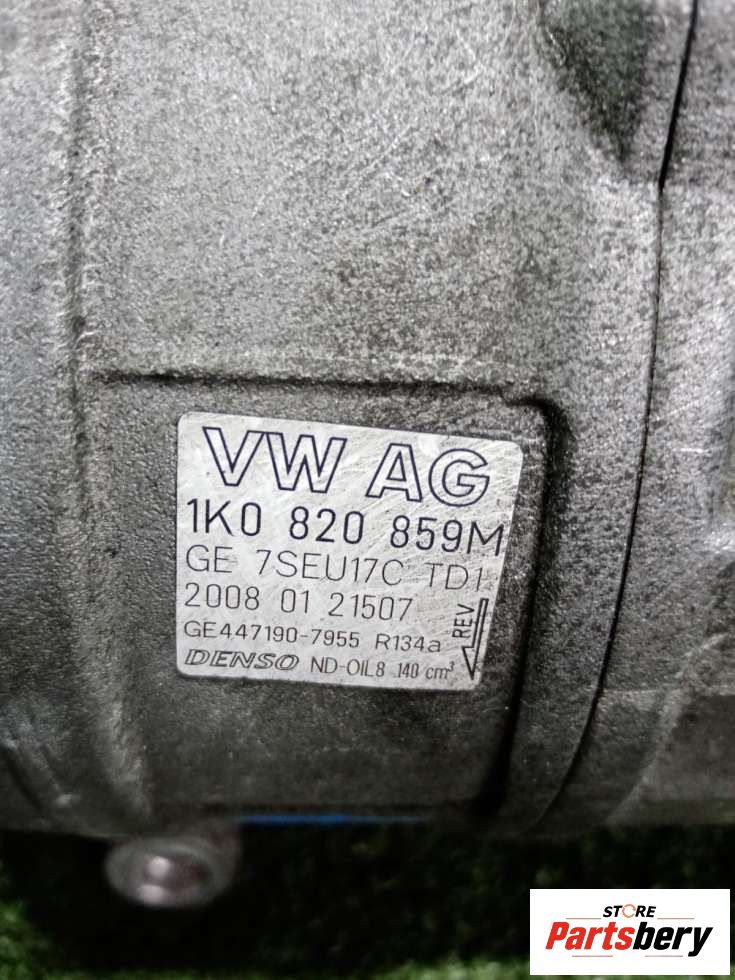 VW AG
1K0 820 859M
GE 7SEU17C TD1
2008 01 21507
GE447190-7955 R134a
REV
DENSO ND-OIL8 140 cm³
STORE
Partsbery